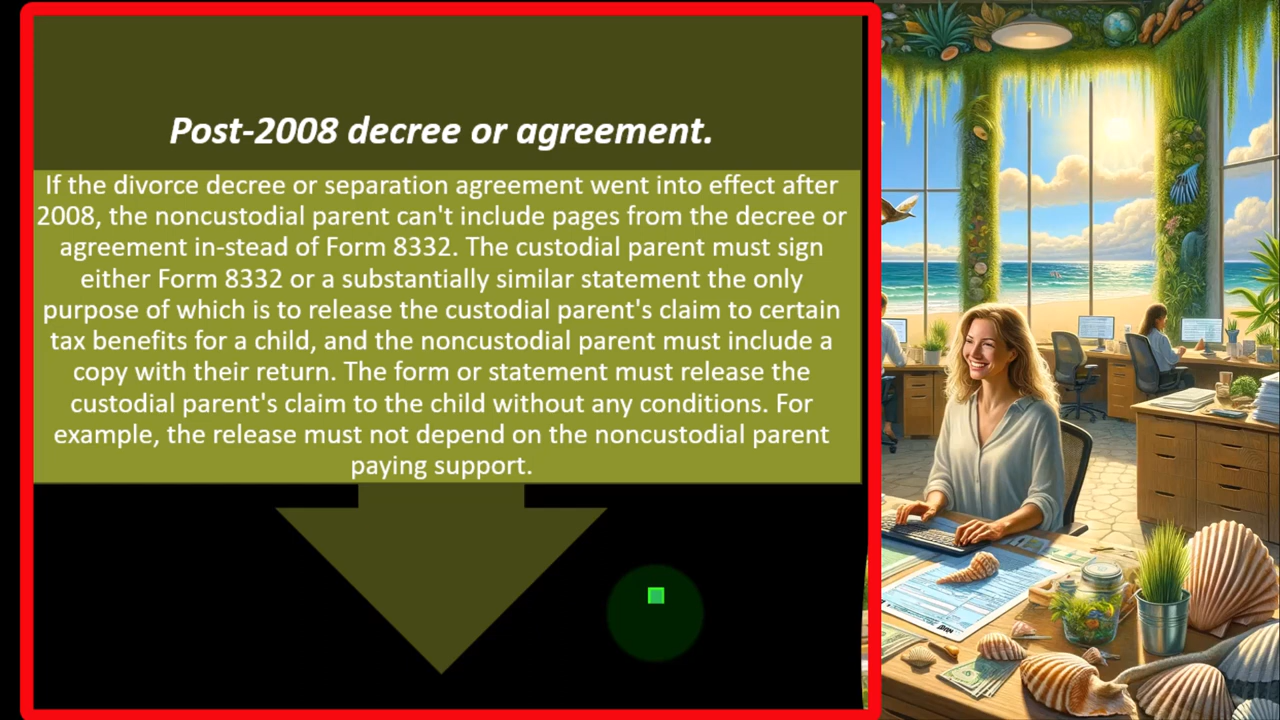 Post-2008 decree or agreement.
If the divorce decree or separation agreement went into effect after
2008, the noncustodial parent can't include pages from the decree or
agreement in-stead of Form 8332. The custodial parent must sign
either Form 8332 or a substantially similar statement the only
purpose of which is to release the custodial parent's claim to certain
tax benefits for a child, and the noncustodial parent must include a
copy with their return. The form or statement must release the
custodial parent's claim to the child without any conditions. For
example, the release must not depend on the noncustodial parent
paying support.